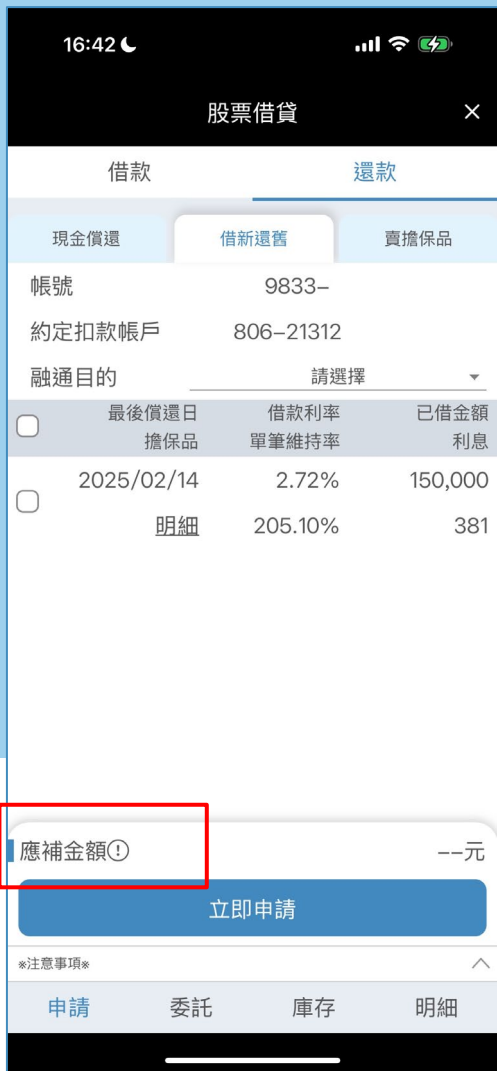 16:42
股票借貸 ×
借款 還款
現金償還 借新還舊 賣擔保品
帳號 9833-
約定扣款帳戶 806-21312
融通目的 請選擇
最後償還日 借款利率 已借金額
擔保品 單筆維持率 利息
2025/02/14 2.72% 150,000
明細 205.10% 381
應補金額! --元
立即申請
※注意事項※
申請 委託 庫存 明細